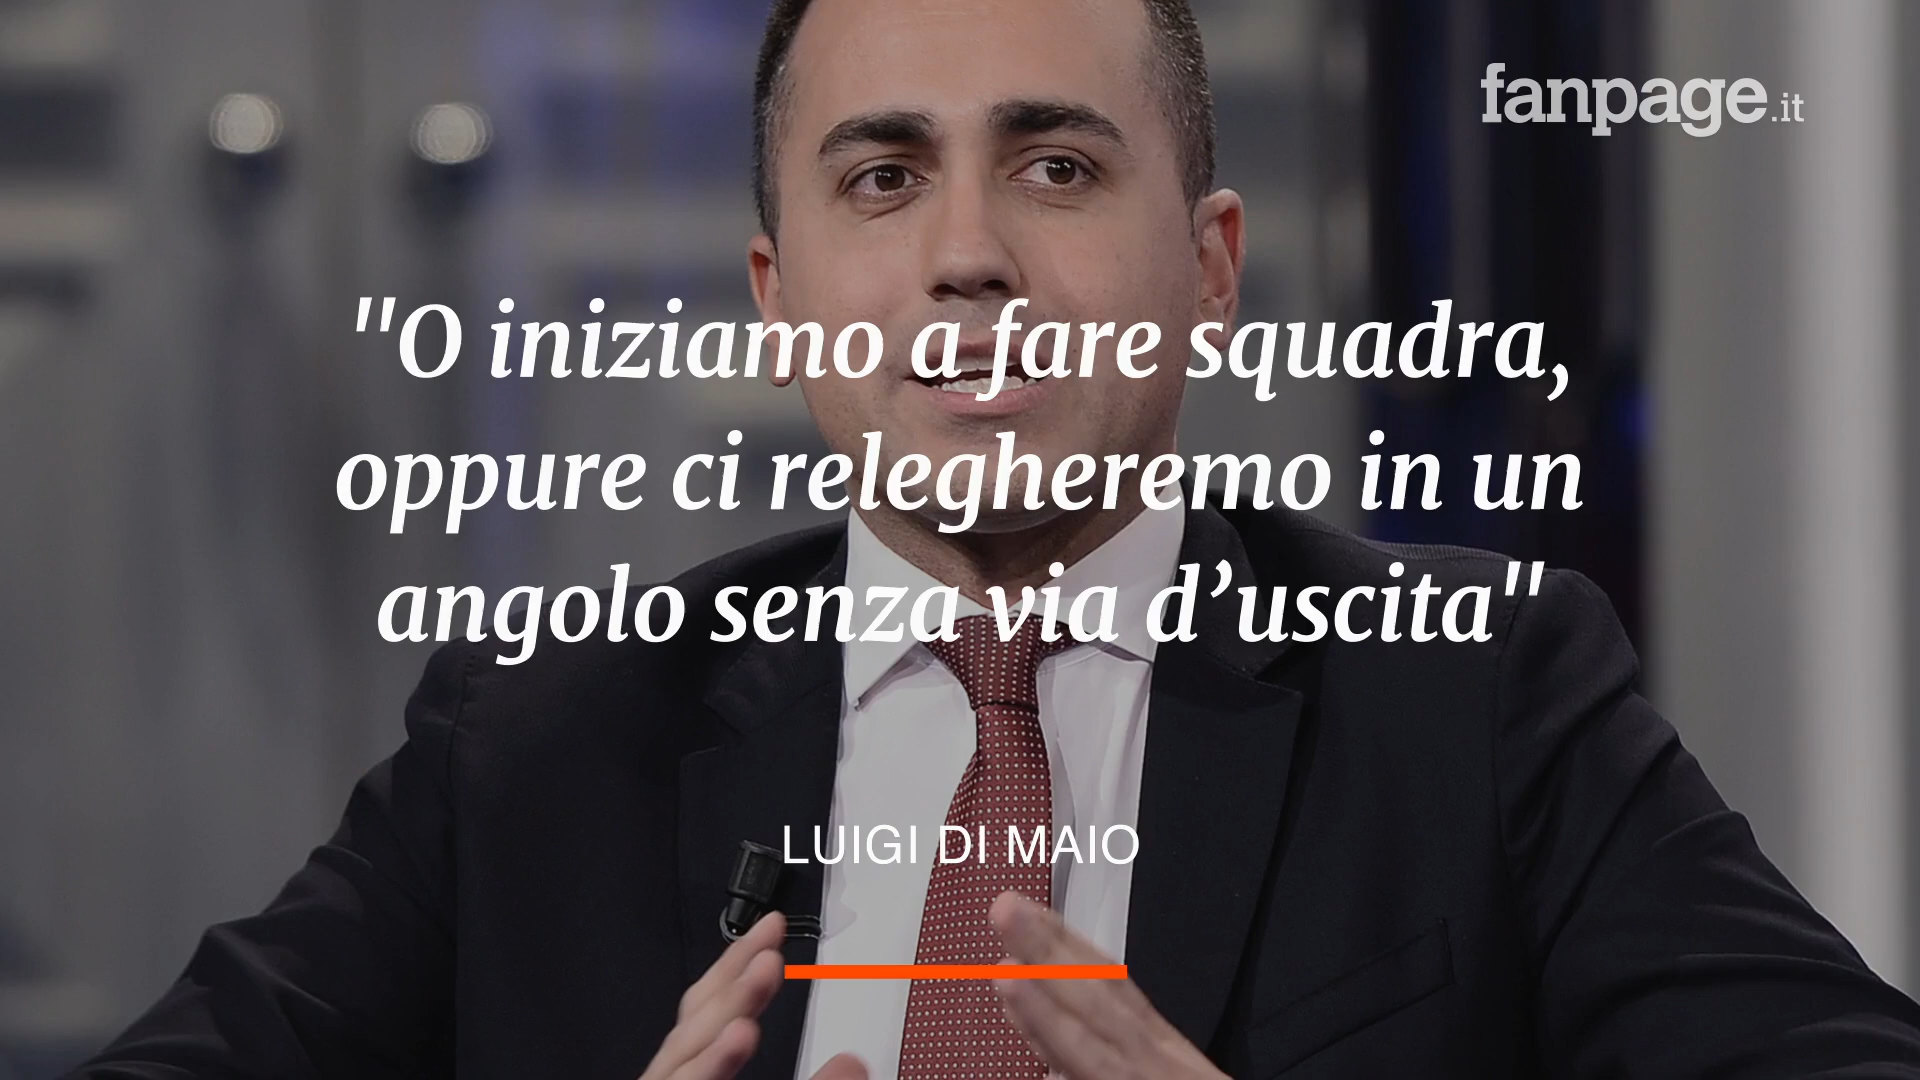 fanpage.it
"O iniziamo a fare squadra,
oppure ci relegheremo in un
angolo senza via d’uscita"
LUIGI DI MAIO